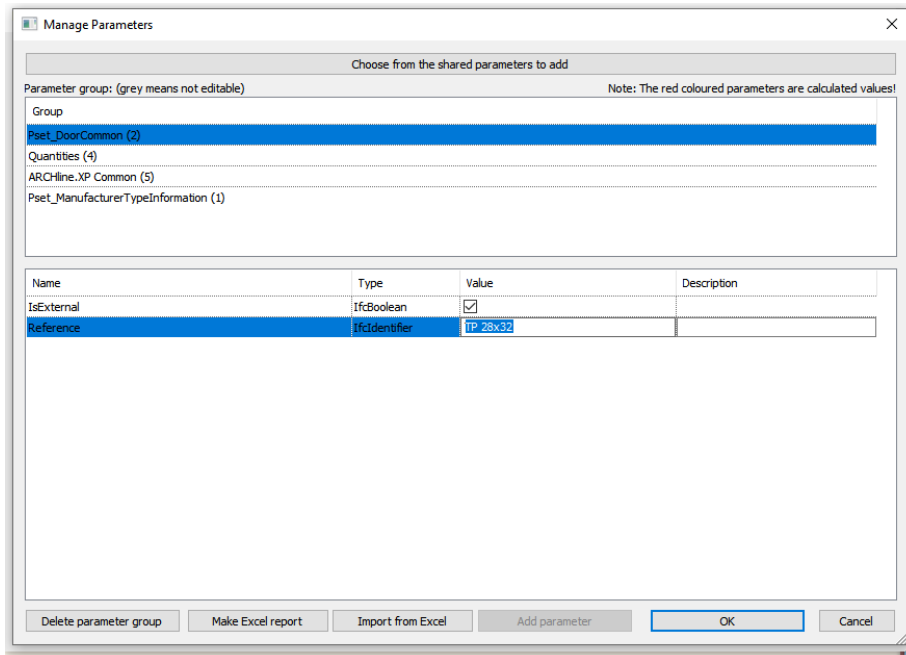 Manage Parameters
Choose from the shared parameters to add
Parameter group: (grey means not editable) Note: The red coloured parameters are calculated values!
Group
Pset_DoorCommon (2)
Quantities (4)
ARCHline.XP Common (5)
Pset_ManufacturerTypeInformation (1)
Name Type Value Description
IsExternal IfcBoolean
Reference IfcIdentifier TP 28x32
Delete parameter group Make Excel report Import from Excel Add parameter OK Cancel